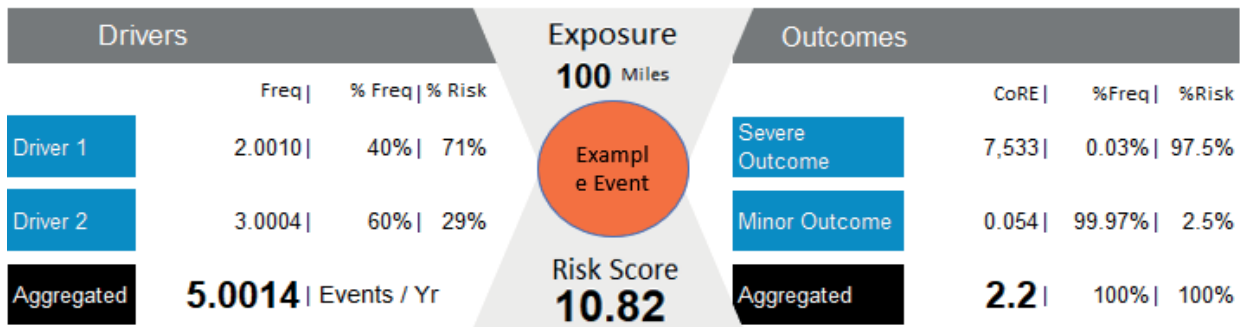 Drivers
Exposure
Outcomes
100 Miles
Freq| % Freq| % Risk
CoRE| %Freq| %Risk
Driver 1 2.0010| 40%| 71%
Exampl
e Event
Severe
Outcome
7,533| 0.03%| 97.5%
Driver 2 3.0004| 60%| 29%
Minor Outcome 0.054| 99.97%| 2.5%
Risk Score
10.82
Aggregated 5.0014| Events / Yr
Aggregated 2.2| 100%| 100%